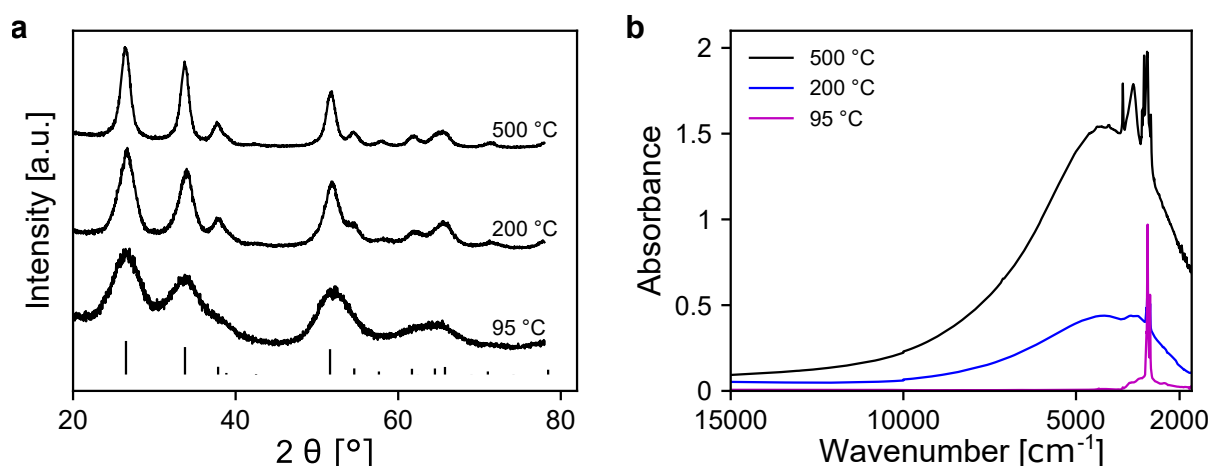 a
500 °C
200 °C
95 °C
Intensity [a.u.]
20
40
60
80
2 θ [°]
b
500 °C
200 °C
95 °C
2
1.5
1
0.5
0
Absorbance
15000
10000
5000
2000
Wavenumber [cm⁻¹]